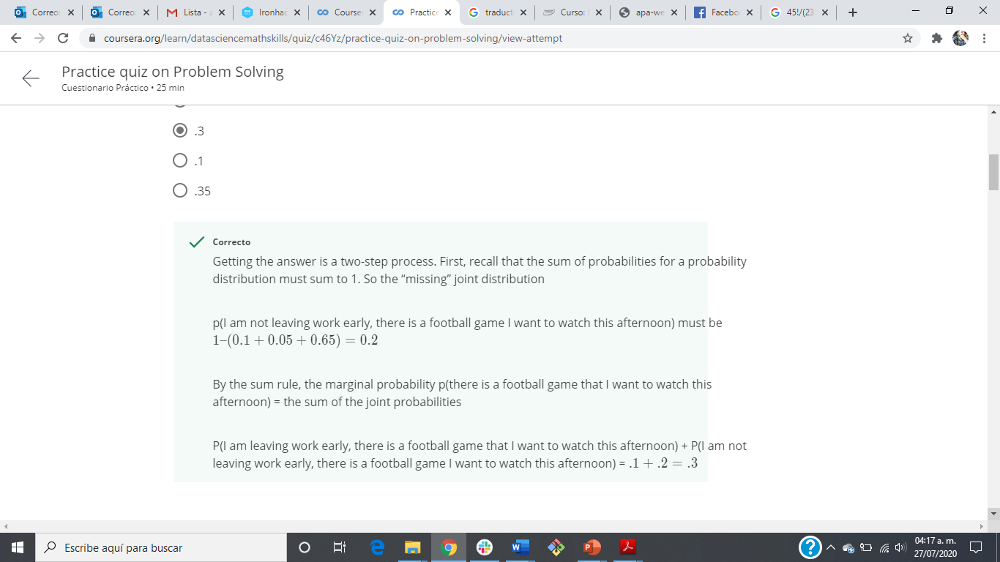 Correo:
Correo:
Lista - a
Ironhac
Course
Practice
traduct
Curso: 
apa-we
Facebo
45!/(23
coursera.org/learn/datasciencemathskills/quiz/c46Yz/practice-quiz-on-problem-solving/view-attempt
Practice quiz on Problem Solving
Cuestionario Práctico • 25 min
.3
.1
.35
Correcto
Getting the answer is a two-step process. First, recall that the sum of probabilities for a probability
distribution must sum to 1. So the “missing” joint distribution
p(I am not leaving work early, there is a football game I want to watch this afternoon) must be
1–(0.1 + 0.05 + 0.65) = 0.2
By the sum rule, the marginal probability p(there is a football game that I want to watch this
afternoon) = the sum of the joint probabilities
P(I am leaving work early, there is a football game that I want to watch this afternoon) + P(I am not
leaving work early, there is a football game I want to watch this afternoon) = .1 + .2 = .3
Escribe aquí para buscar
04:17 a. m.
27/07/2020